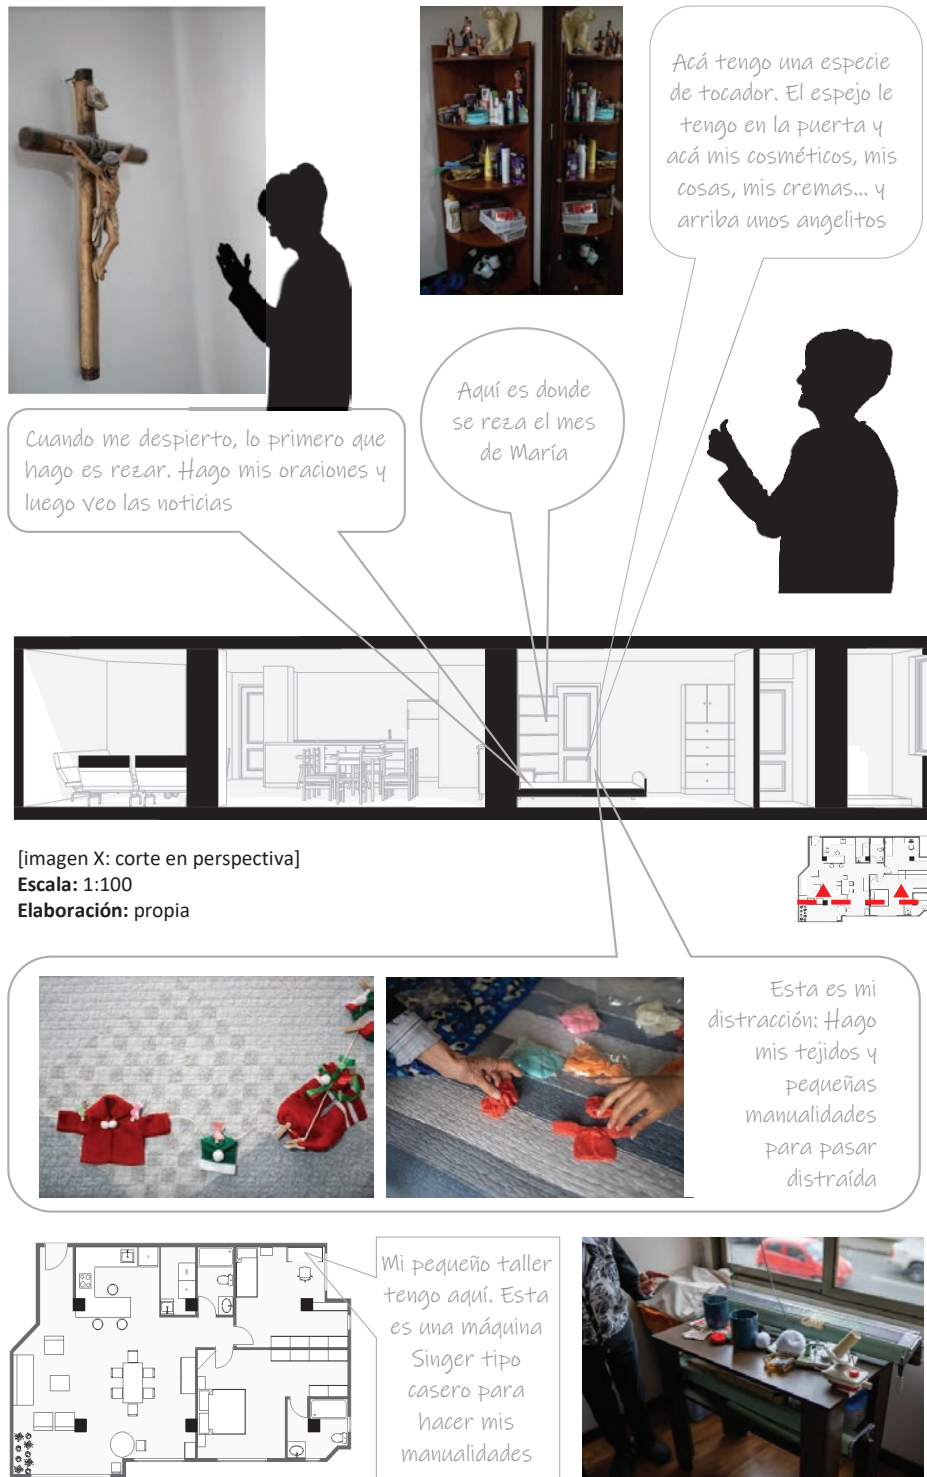 Acá tengo una especie
de tocador. El espejo le
tengo en la puerta y
acá mis cosméticos, mis
cosas, mis cremas... y
arriba unos angelitos
Aquí es donde
se reza el mes
de María
Cuando me despierto, lo primero que
hago es rezar. Hago mis oraciones y
luego veo las noticias
[imagen X: corte en perspectiva]
Escala: 1:100
Elaboración: propia
Esta es mi
distracción: Hago
mis tejidos y
pequeñas
manualidades
para pasar
distraída
Mi pequeño taller
tengo aquí. Esta
es una máquina
Singer tipo
casero para
hacer mis
manualidades